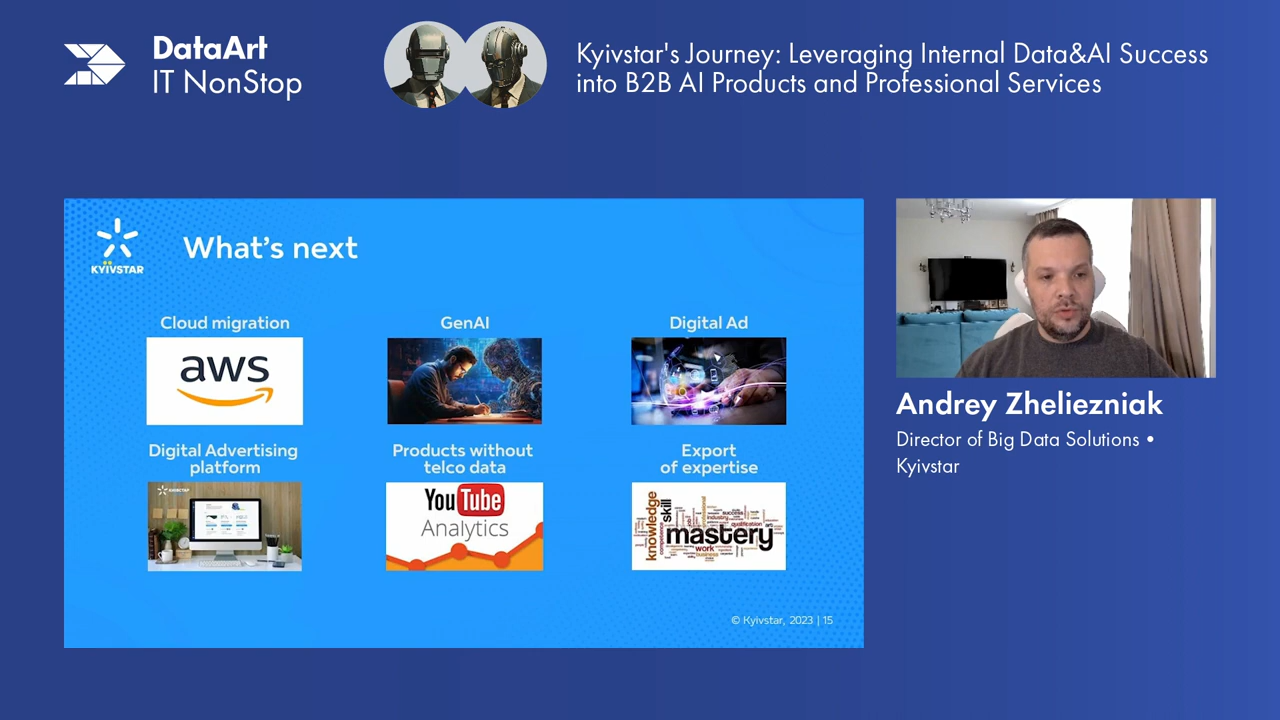 DataArt
IT NonStop
Kyivstar's Journey: Leveraging Internal Data&AI Success
into B2B AI Products and Professional Services
KYЇVSTAR
What's next
Cloud migration
GenAI
Digital Ad
aws
Digital Advertising
platform
Products without
telco data
Export
of expertise
YouTube
Analytics
knowledge
skill
mastery
work
© Kyivstar, 2023 | 15
Andrey Zheliezniak
Director of Big Data Solutions •
Kyivstar